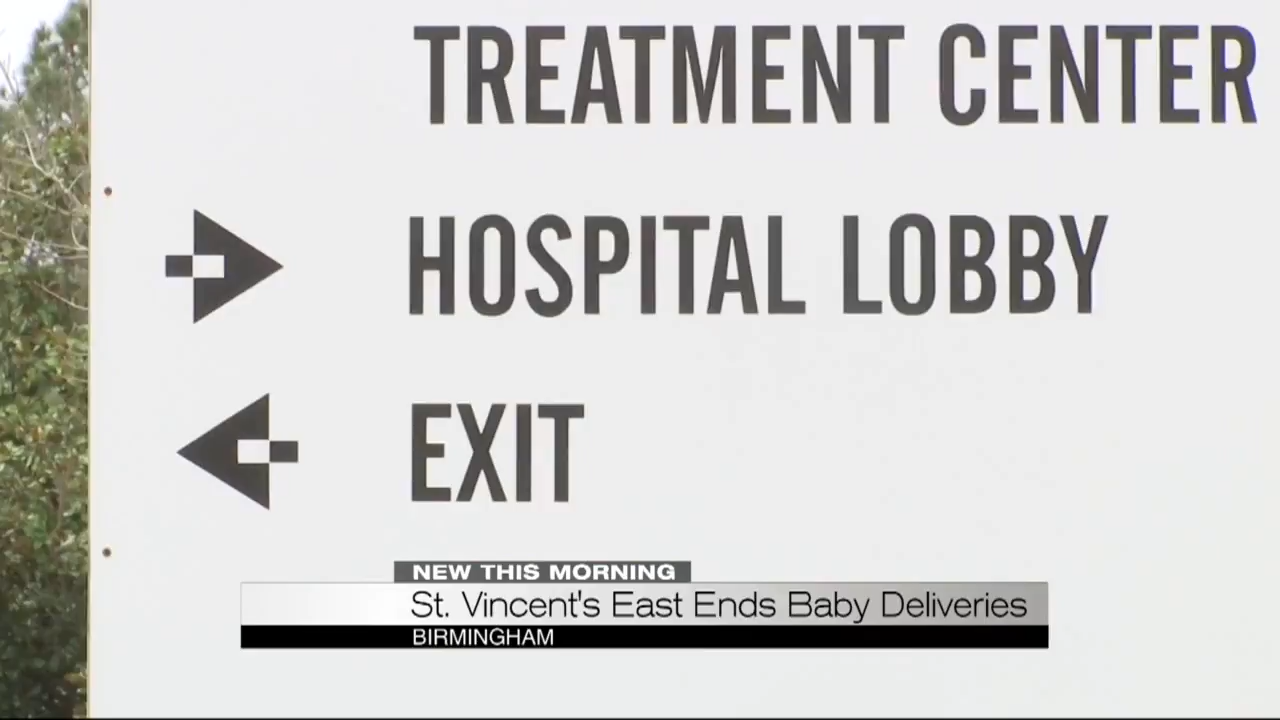 TREATMENT CENTER
HOSPITAL LOBBY
EXIT
NEW THIS MORNING
St. Vincent's East Ends Baby Deliveries
BIRMINGHAM